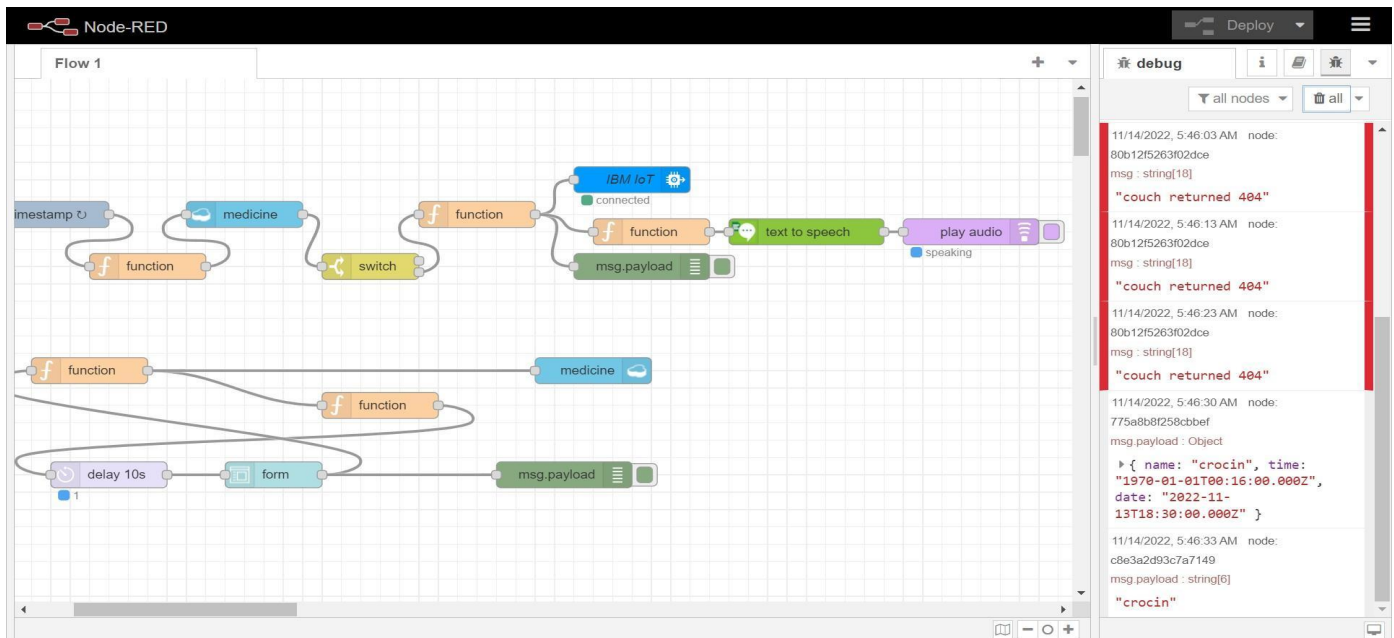 Node-RED
Deploy
Flow 1
debug
i
all nodes
all
imestamp ↻
function
medicine
switch
function
IBM IoT
connected
function
text to speech
play audio
speaking
msg.payload
function
medicine
function
delay 10s
1
form
msg.payload
11/14/2022, 5:46:03 AM node:
80b12f5263f02dce
msg : string[18]
"couch returned 404"
11/14/2022, 5:46:13 AM node:
80b12f5263f02dce
msg : string[18]
"couch returned 404"
11/14/2022, 5:46:23 AM node:
80b12f5263f02dce
msg : string[18]
"couch returned 404"
11/14/2022, 5:46:30 AM node:
775a8b8f258cbbef
msg.payload : Object
{ name: "crocin", time:
"1970-01-01T00:16:00.000Z",
date: "2022-11-
13T18:30:00.000Z" }
11/14/2022, 5:46:33 AM node:
c8e3a2d93c7a7149
msg.payload : string[6]
"crocin"